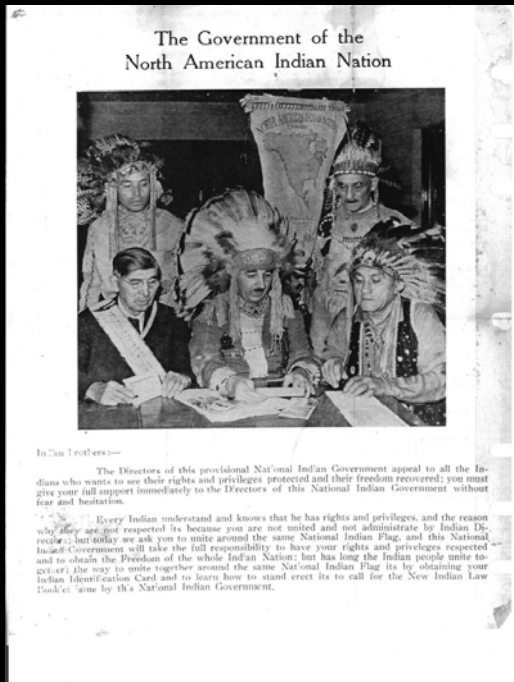 The Government of the
North American Indian Nation
NORTH AMERICAN
Indian Brothers:—
The Directors of this provisional National Indian Government appeal to all the In-
dians who wants to see their rights and privileges protected and their freedom recovered; you must
give your full support immediately to the Directors of this National Indian Government without
fear and hesitation.
Every Indian understand and knows that he has rights and privileges, and the reason
why they are not respected its because you are not united and not administrate by Indian Di-
rectors; but today we ask you to unite around the same National Indian Flag, and this National
Indian Government will take the full responsibility to have your rights and priveleges respected
and to obtain the Freedom of the whole Indian Nation; but has long the Indian people unite to-
gether; the way to unite together around the same National Indian Flag its by obtaining your
Indian Identification Card and to learn how to stand erect its to call for the New Indian Law
Booklet issue by this National Indian Government.